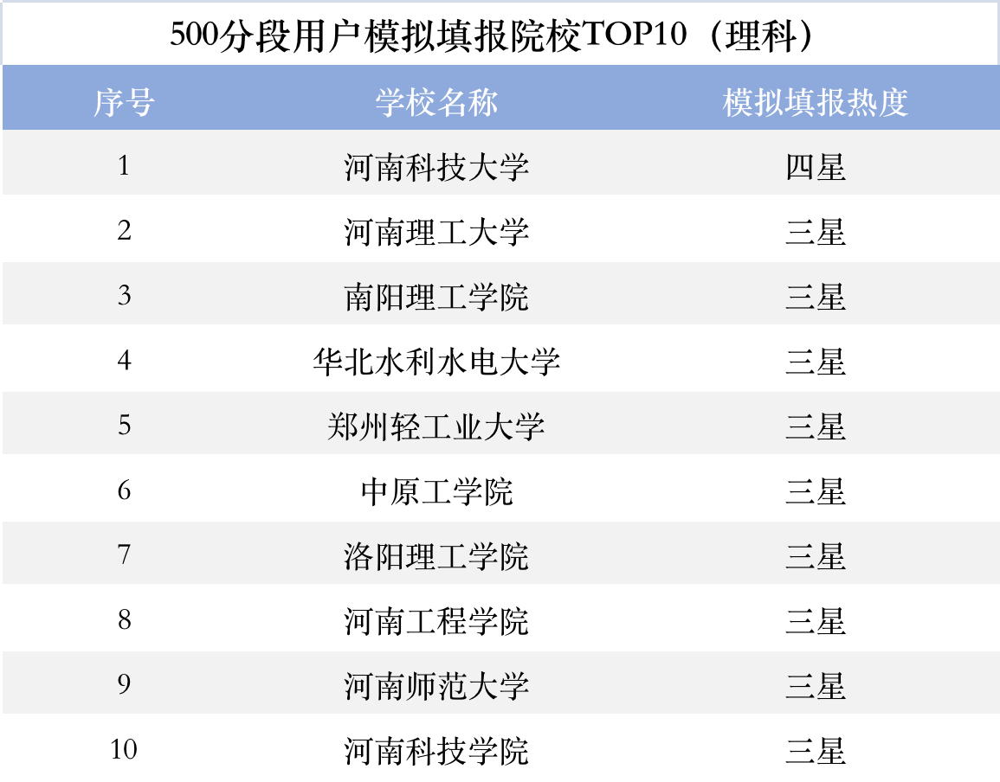 500分段用户模拟填报院校TOP10（理科）
序号 学校名称 模拟填报热度
1 河南科技大学 四星
2 河南理工大学 三星
3 南阳理工学院 三星
4 华北水利水电大学 三星
5 郑州轻工业大学 三星
6 中原工学院 三星
7 洛阳理工学院 三星
8 河南工程学院 三星
9 河南师范大学 三星
10 河南科技学院 三星